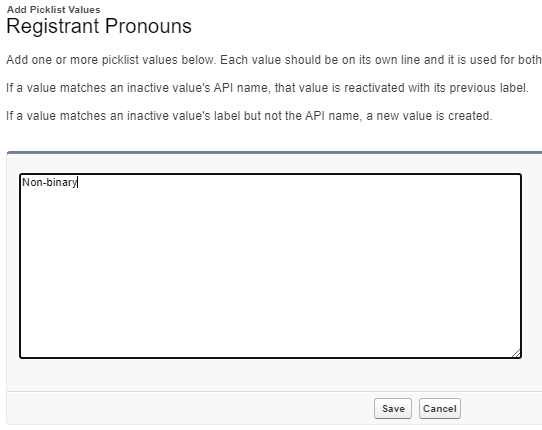 Add Picklist Values
Registrant Pronouns
Add one or more picklist values below. Each value should be on its own line and it is used for both
If a value matches an inactive value's API name, that value is reactivated with its previous label.
If a value matches an inactive value's label but not the API name, a new value is created.
Non-binary
Save Cancel